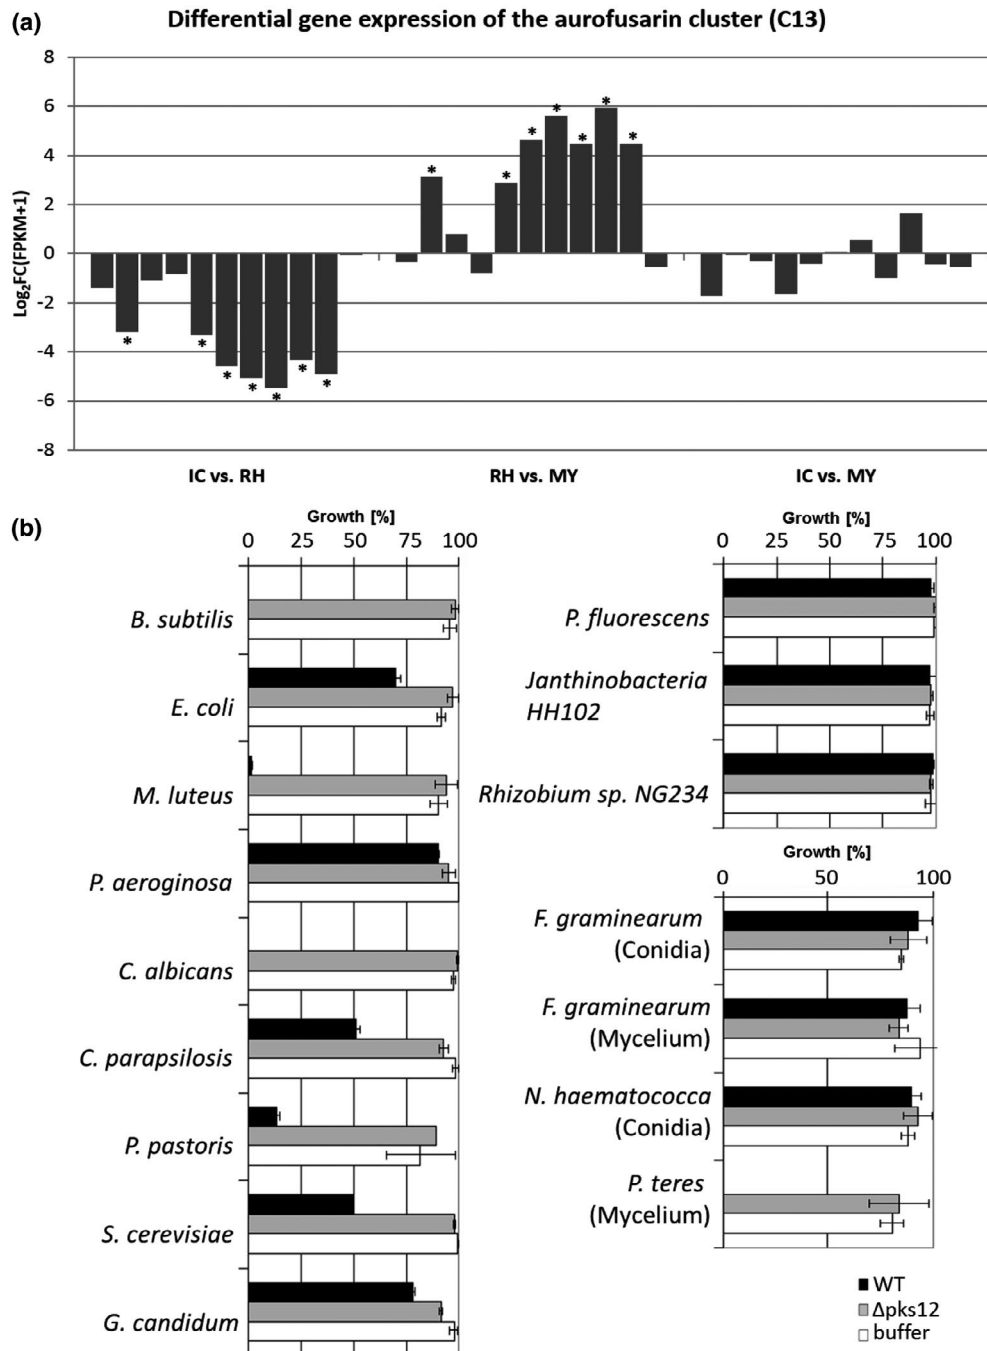 (a)
Differential gene expression of the aurofusarin cluster (C13)
8
6
4
2
0
-2
-4
-6
-8
Log₂FC(FPKM+1)
* * * * * * *
* * * * * * *
IC vs. RH
RH vs. MY
IC vs. MY
(b)
Growth [%]
0 25 50 75 100
B. subtilis
E. coli
M. luteus
P. aeroginosa
C. albicans
C. parapsilosis
P. pastoris
S. cerevisiae
G. candidum
Growth [%]
0 25 50 75 100
P. fluorescens
Janthinobacteria
HH102
Rhizobium sp. NG234
Growth [%]
0 50 100
F. graminearum
(Conidia)
F. graminearum
(Mycelium)
N. haematococca
(Conidia)
P. teres
(Mycelium)
WT
Δpks12
buffer